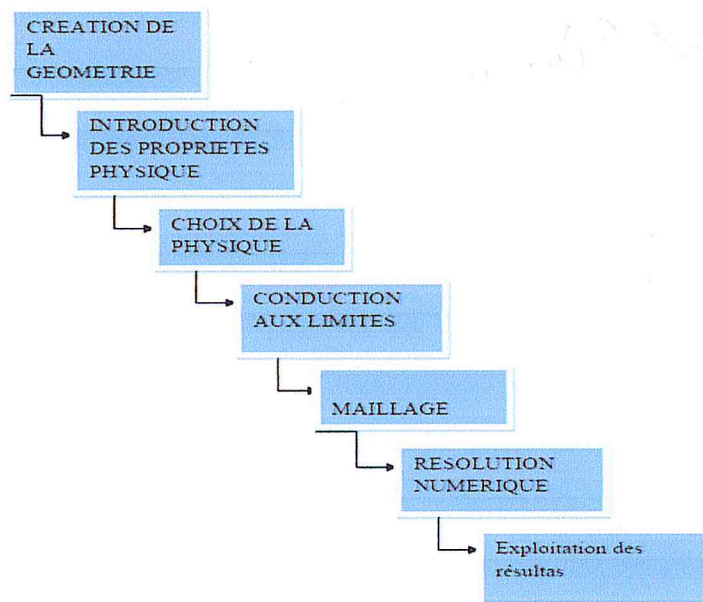 CREATION DE
LA
GEOMETRIE
INTRODUCTION
DES PROPRIETES
PHYSIQUE
CHOIX DE LA
PHYSIQUE
CONDUCTION
AUX LIMITES
MAILLAGE
RESOLUTION
NUMERIQUE
Exploitation des
résultas